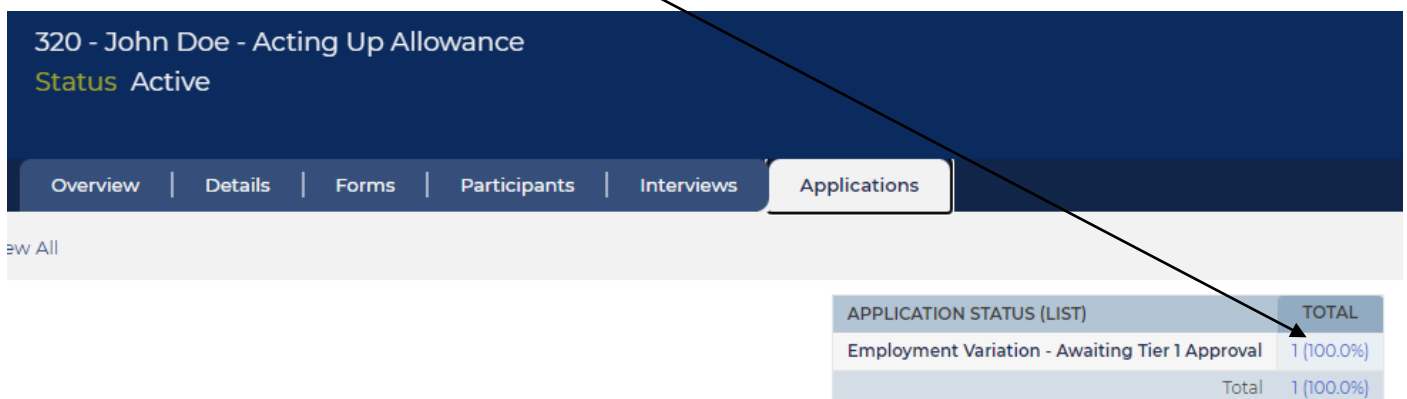 320 - John Doe - Acting Up Allowance
Status Active
Overview | Details | Forms | Participants | Interviews Applications
ew All
APPLICATION STATUS (LIST) TOTAL
Employment Variation - Awaiting Tier 1 Approval 1 (100.0%)
Total 1 (100.0%)